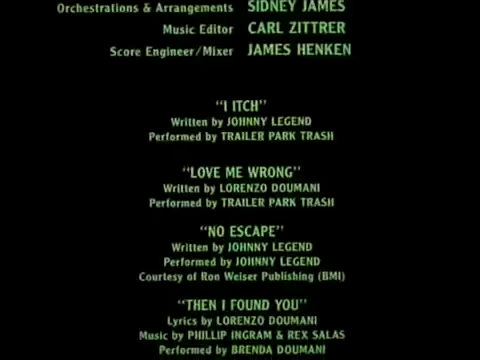 Orchestrations & Arrangements SIDNEY JAMES
Music Editor CARL ZITTRER
Score Engineer/Mixer JAMES HENKEN
"I ITCH"
Written by JOHNNY LEGEND
Performed by TRAILER PARK TRASH
"LOVE ME WRONG"
Written by LORENZO DOUMANI
Performed by TRAILER PARK TRASH
"NO ESCAPE"
Written by JOHNNY LEGEND
Performed by JOHNNY LEGEND
Courtesy of Ron Weiser Publishing (BMI)
"THEN I FOUND YOU"
Lyrics by LORENZO DOUMANI
Music by PHILLIP INGRAM & REX SALAS
Performed by BRENDA DOUMANI